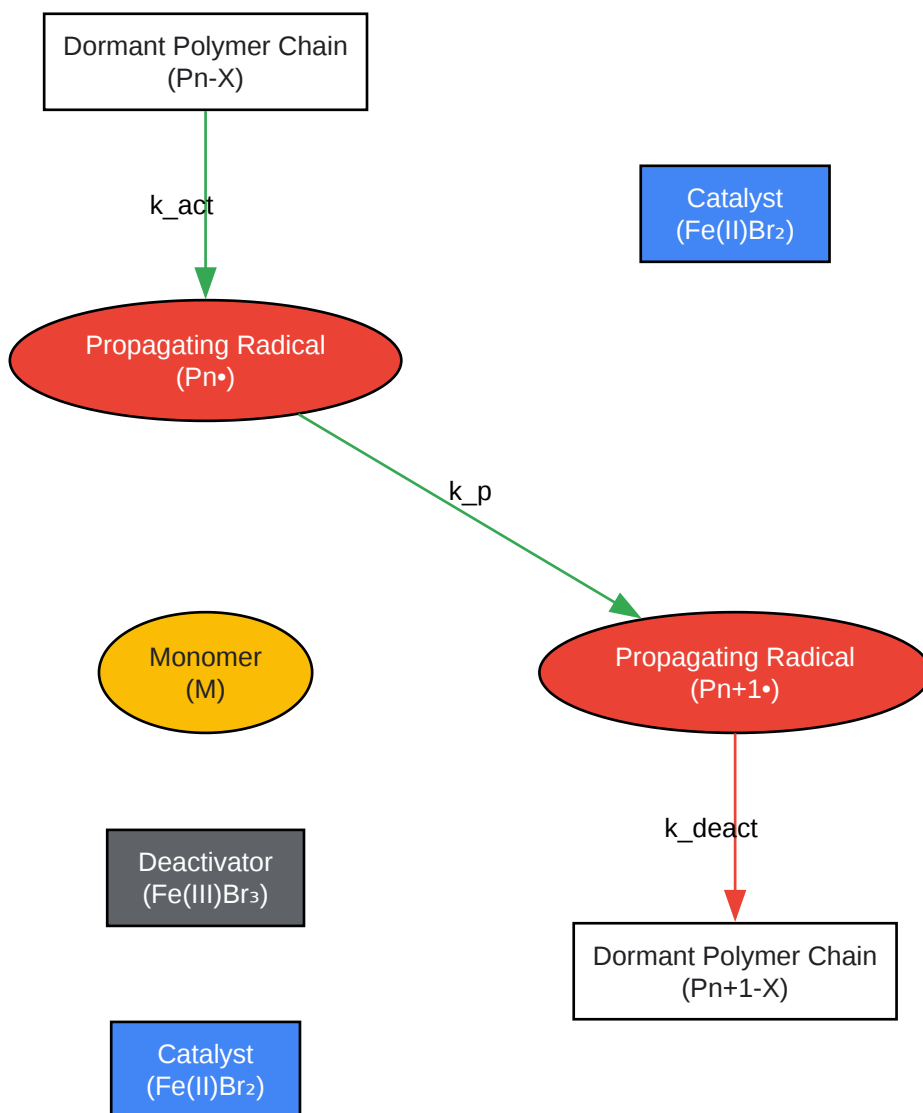 Dormant Polymer Chain
(Pn-X)
Catalyst
(Fe(II)Br₂)
k_act
Propagating Radical
(Pn•)
k_p
Monomer
(M)
Propagating Radical
(Pn+1•)
k_deact
Deactivator
(Fe(III)Br₃)
Dormant Polymer Chain
(Pn+1-X)
Catalyst
(Fe(II)Br₂)